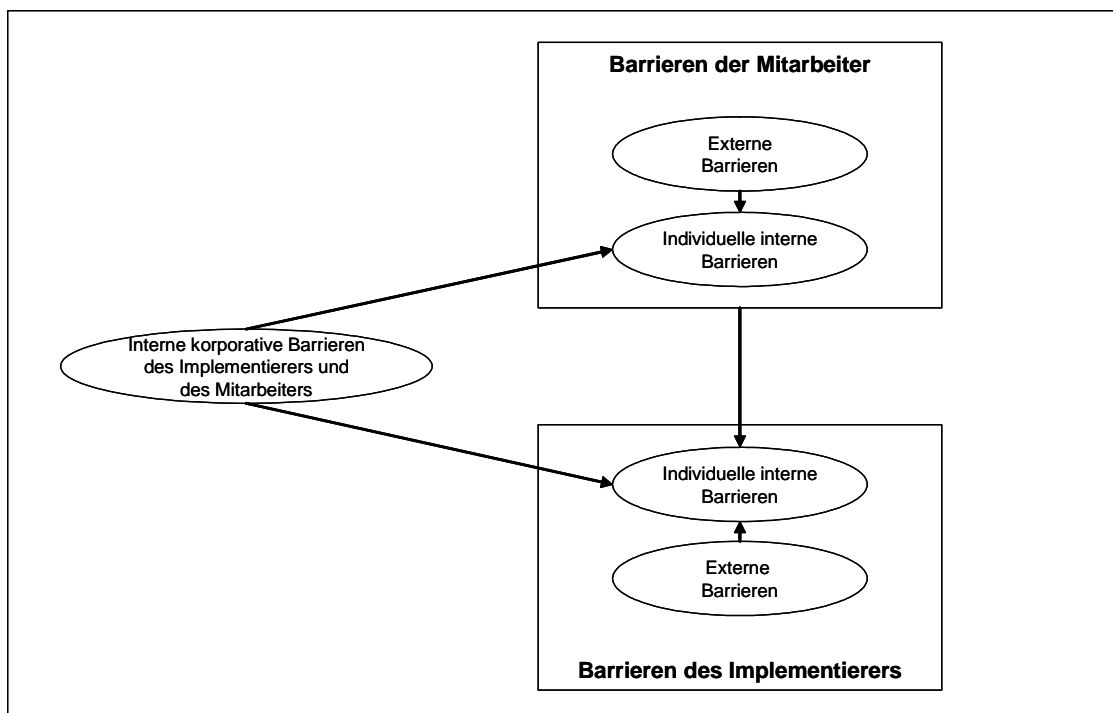 Barrieren der Mitarbeiter
Externe
Barrieren
Individuelle interne
Barrieren
Interne korporative Barrieren
des Implementierers und
des Mitarbeiters
Individuelle interne
Barrieren
Externe
Barrieren
Barrieren des Implementierers